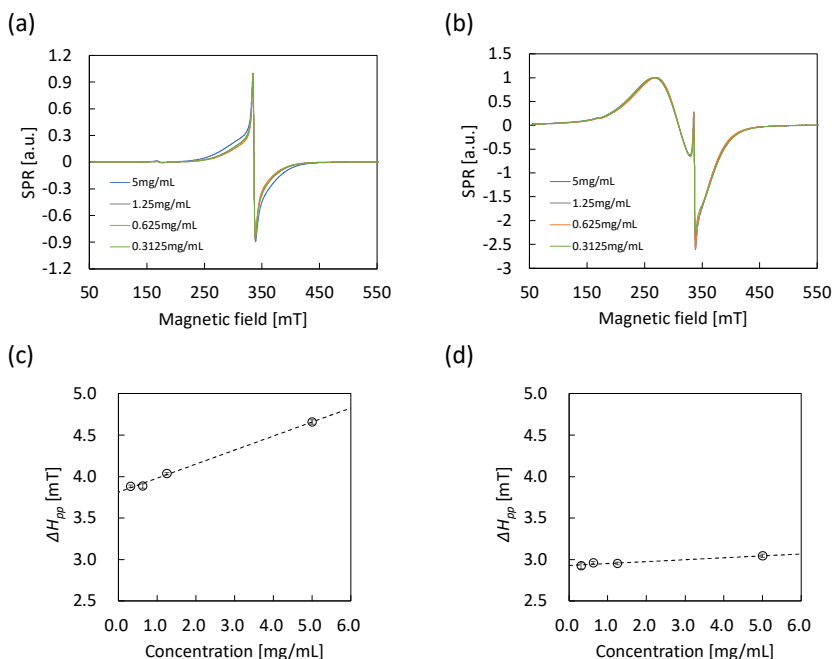 (a)
1.2
0.9
0.6
0.3
0
-0.3
-0.6
-0.9
-1.2
SPR [a.u.]
5mg/mL
1.25mg/mL
0.625mg/mL
0.3125mg/mL
50 150 250 350 450 550
Magnetic field [mT]
(b)
1.5
1
0.5
0
-0.5
-1
-1.5
-2
-2.5
-3
SPR [a.u.]
5mg/mL
1.25mg/mL
0.625mg/mL
0.3125mg/mL
50 150 250 350 450 550
Magnetic field [mT]
(c)
5.0
4.5
4.0
3.5
3.0
2.5
ΔHpp [mT]
0.0 1.0 2.0 3.0 4.0 5.0 6.0
Concentration [mg/mL]
(d)
5.0
4.5
4.0
3.5
3.0
2.5
ΔHpp [mT]
0.0 1.0 2.0 3.0 4.0 5.0 6.0
Concentration [mg/mL]